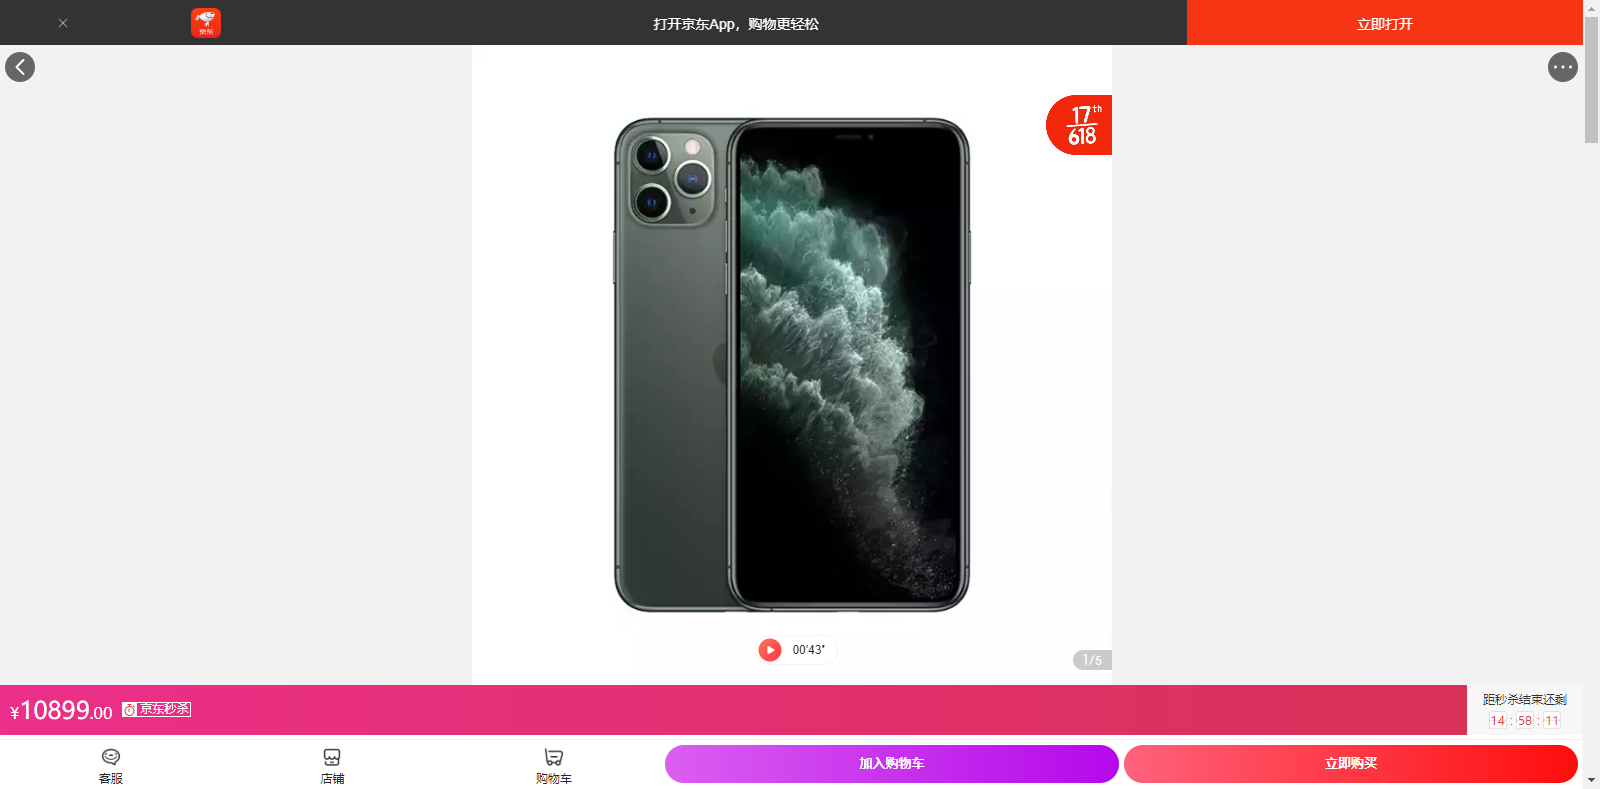 京东
打开京东App，购物更轻松
立即打开
17th
618
00'43"
1/5
¥10899.00
京东秒杀
距秒杀结束还剩
14 : 58 : 11
客服
店铺
购物车
加入购物车
立即购买